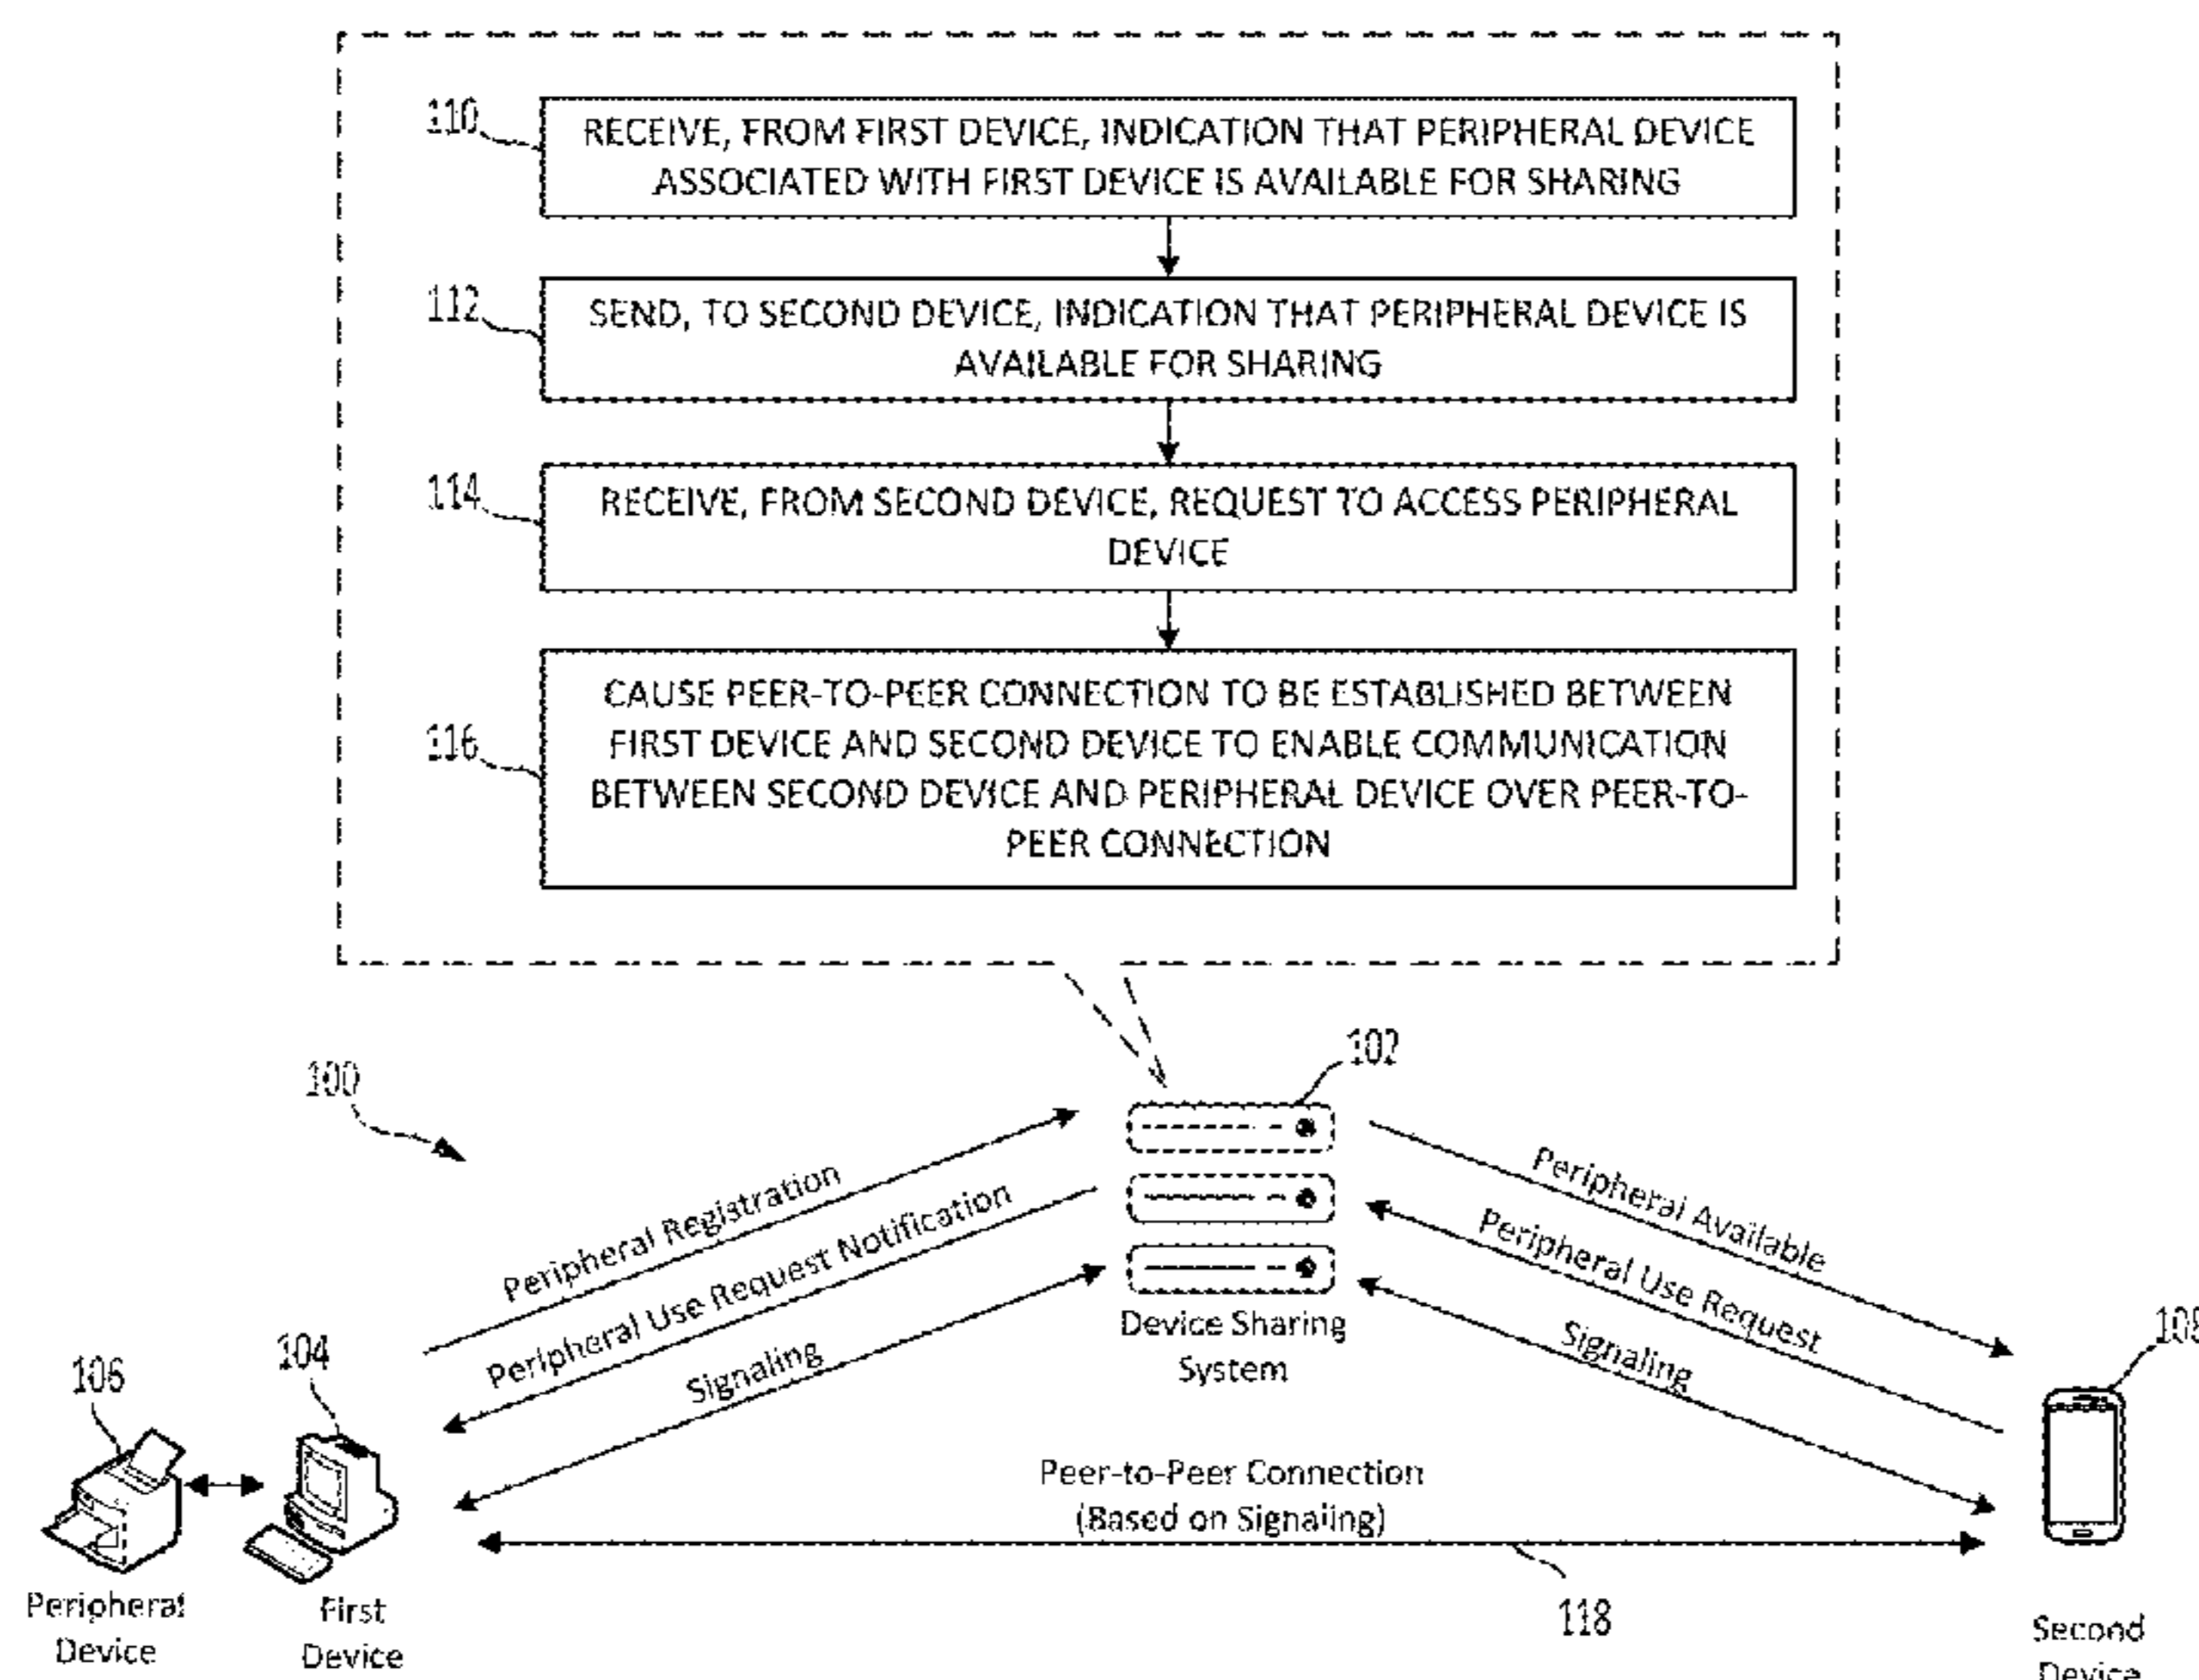 110
RECEIVE, FROM FIRST DEVICE, INDICATION THAT PERIPHERAL DEVICE
ASSOCIATED WITH FIRST DEVICE IS AVAILABLE FOR SHARING
112
SEND, TO SECOND DEVICE, INDICATION THAT PERIPHERAL DEVICE IS
AVAILABLE FOR SHARING
114
RECEIVE, FROM SECOND DEVICE, REQUEST TO ACCESS PERIPHERAL
DEVICE
116
CAUSE PEER-TO-PEER CONNECTION TO BE ESTABLISHED BETWEEN
FIRST DEVICE AND SECOND DEVICE TO ENABLE COMMUNICATION
BETWEEN SECOND DEVICE AND PERIPHERAL DEVICE OVER PEER-TO-
PEER CONNECTION
100
102
Peripheral Registration
Peripheral Use Request Notification
Signaling
Device Sharing
System
Peripheral Available
Peripheral Use Request
Signaling
106
104
108
Peer-to-Peer Connection
(Based on Signaling)
118
Peripheral
Device
First
Device
Second
Device